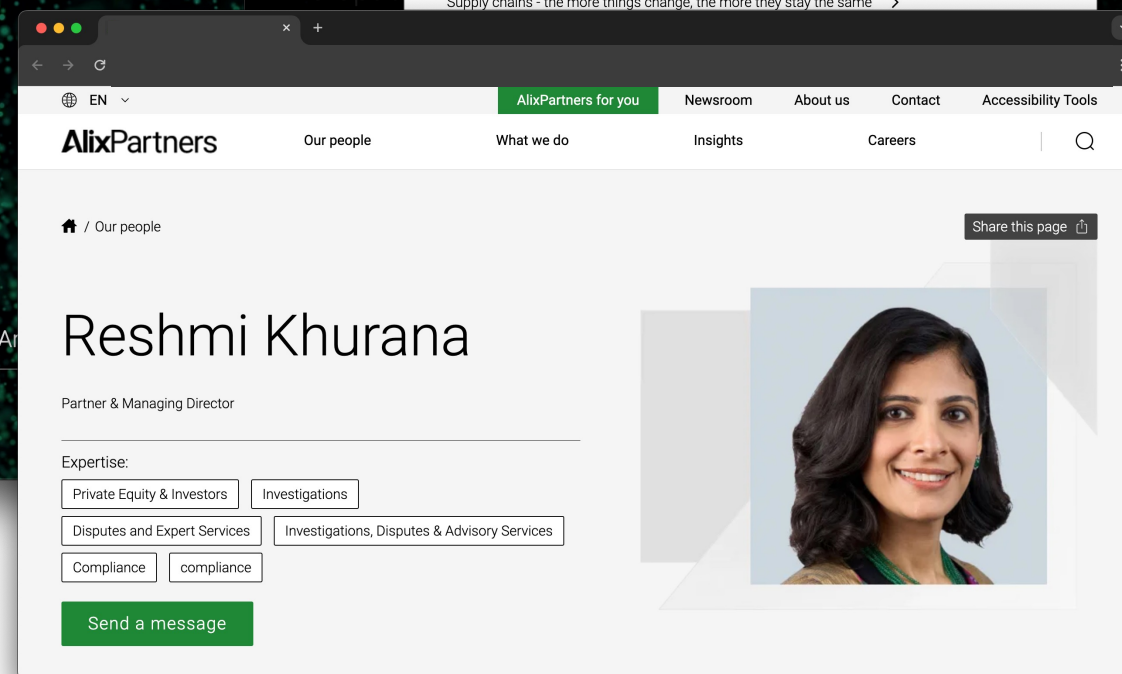 Supply chains - the more things change, the more they stay the same
EN
AlixPartners for you Newsroom About us Contact Accessibility Tools
AlixPartners Our people What we do Insights Careers
/ Our people
Share this page
Reshmi Khurana
Partner & Managing Director
Expertise:
Private Equity & Investors Investigations
Disputes and Expert Services Investigations, Disputes & Advisory Services
Compliance compliance
Send a message